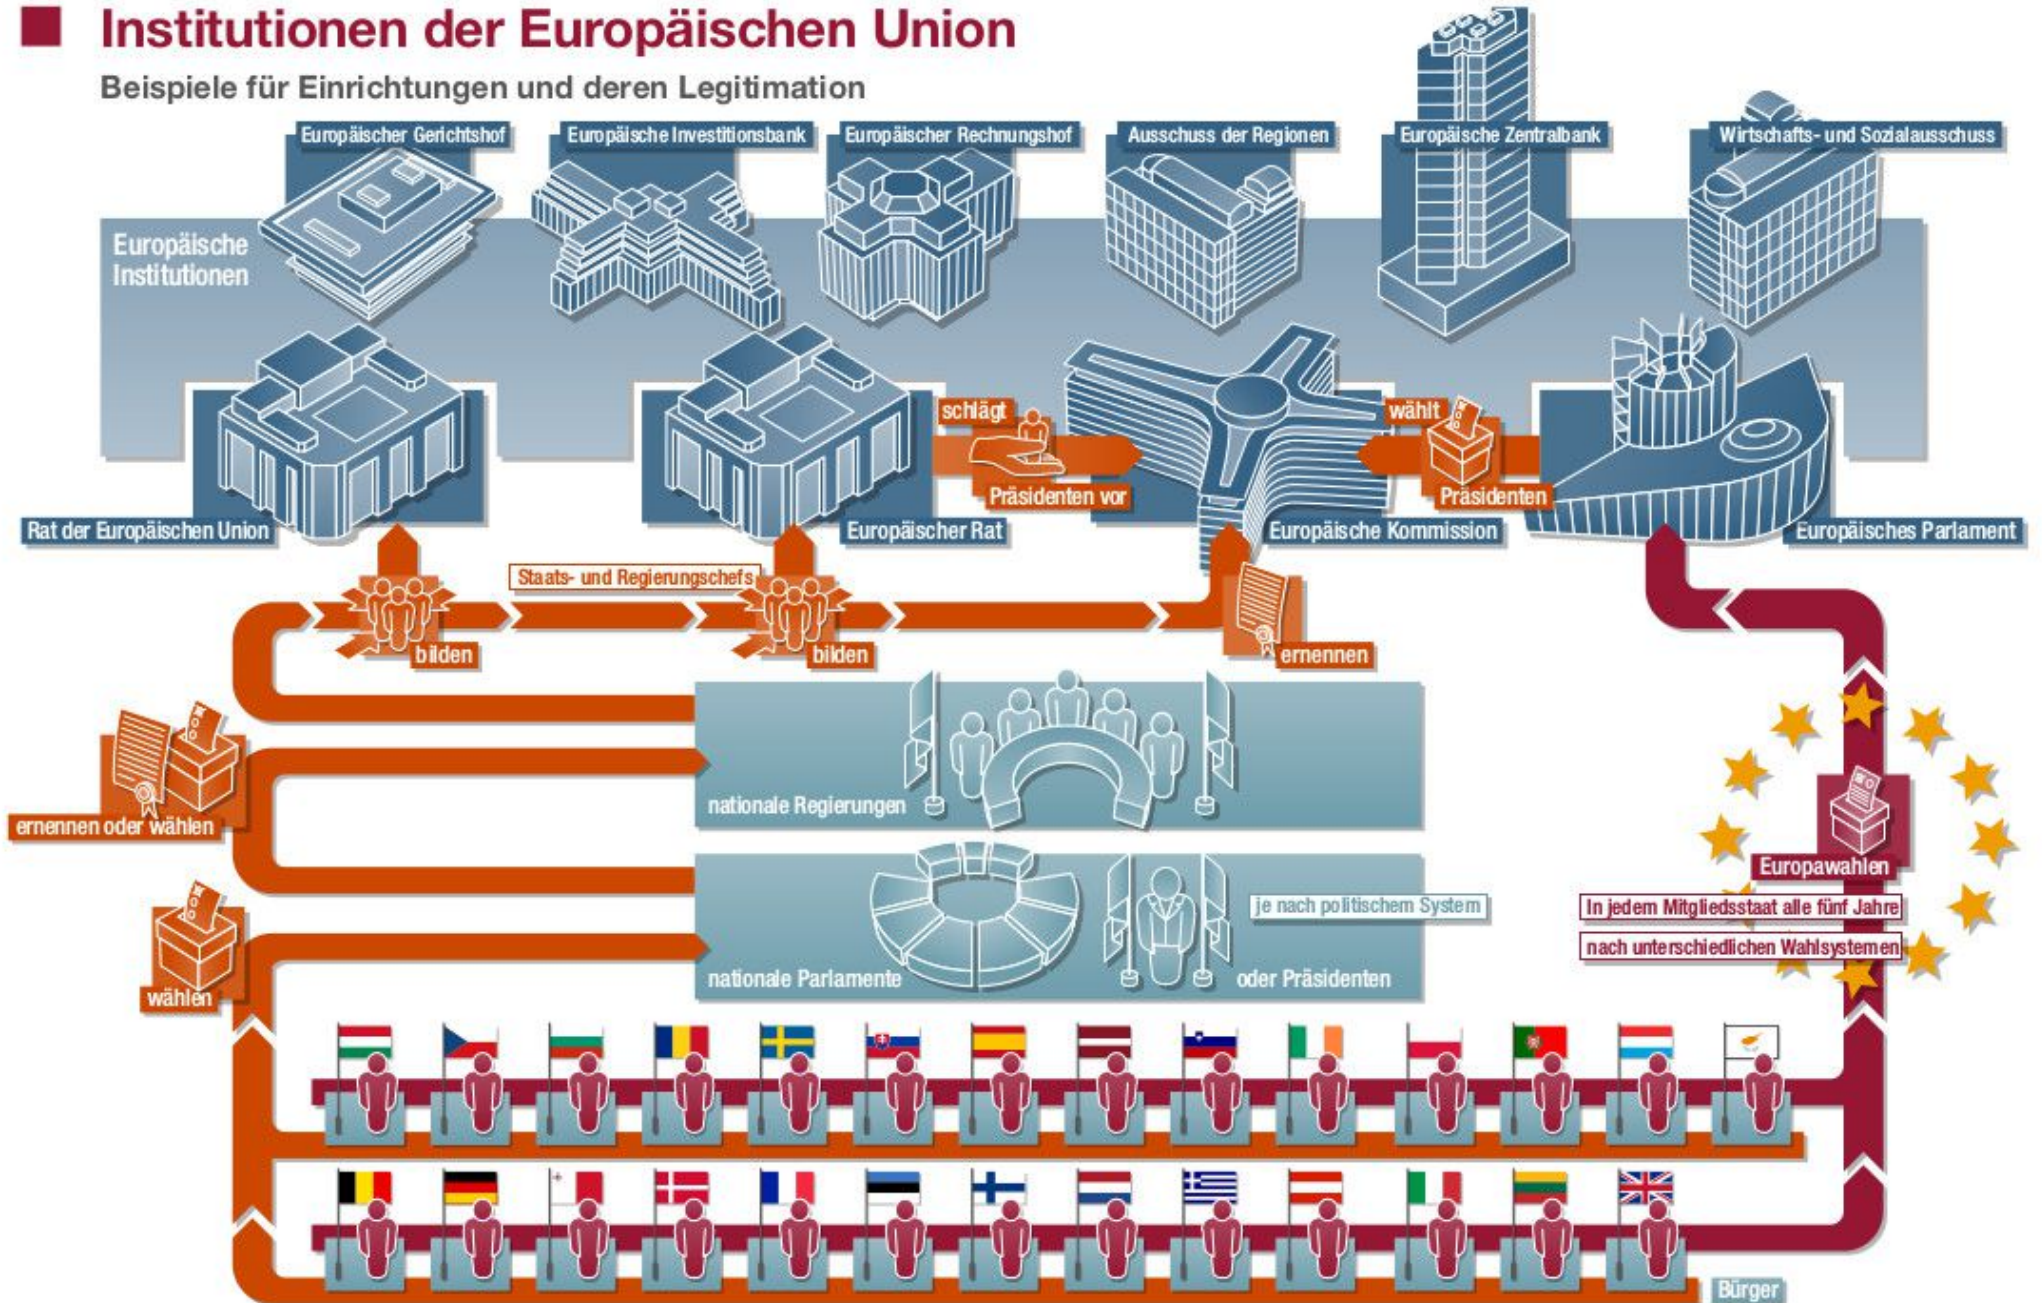 Institutionen der Europäischen Union
Beispiele für Einrichtungen und deren Legitimation
Europäischer Gerichtshof
Europäische Investitionsbank
Europäischer Rechnungshof
Ausschuss der Regionen
Europäische Zentralbank
Wirtschafts- und Sozialausschuss
Europäische
Institutionen
schlägt
Präsidenten vor
wählt
Präsidenten
Rat der Europäischen Union
Europäischer Rat
Europäische Kommission
Europäisches Parlament
Staats- und Regierungschefs
bilden
bilden
ernennen
nationale Regierungen
ernennen oder wählen
nationale Parlamente
oder Präsidenten
je nach politischem System
wählen
Europawahlen
In jedem Mitgliedsstaat alle fünf Jahre
nach unterschiedlichen Wahlsystemen
Bürger